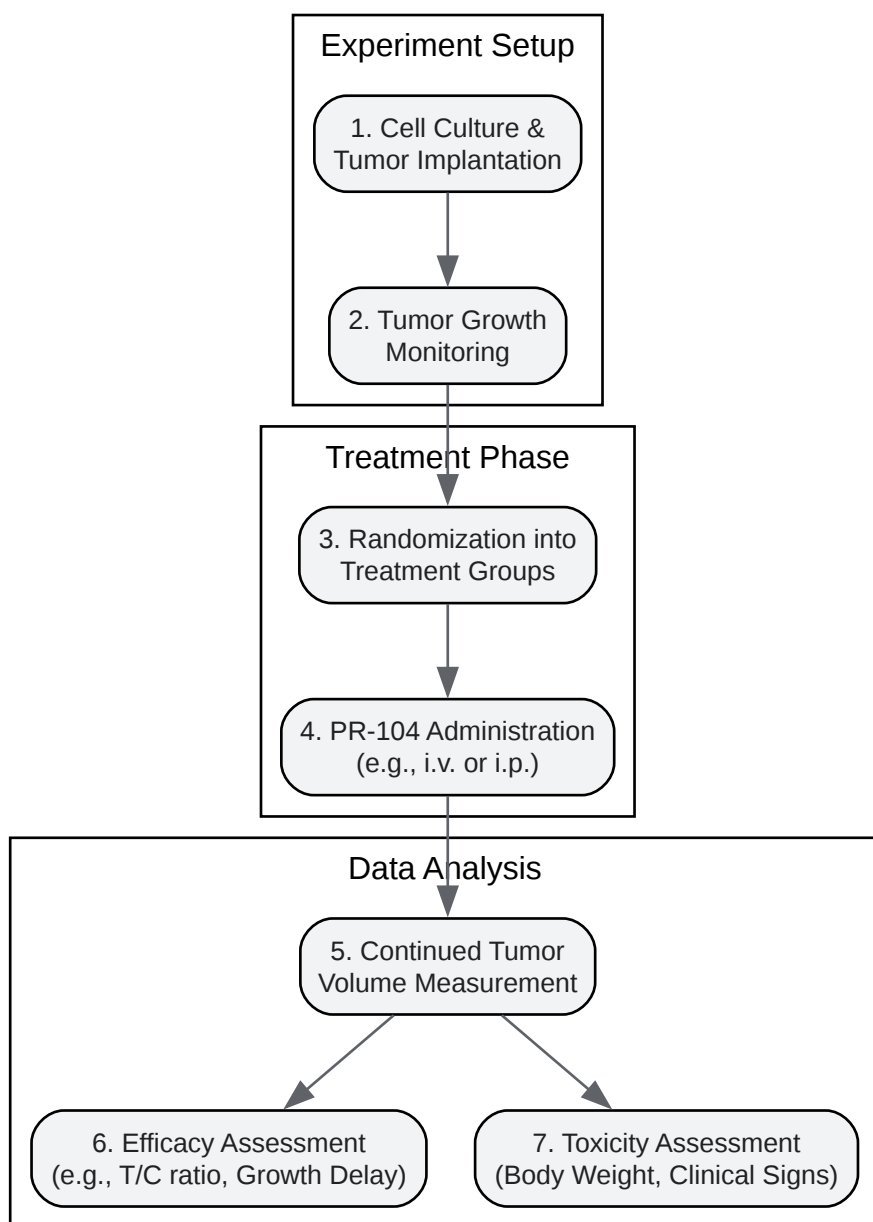 Experiment Setup
1. Cell Culture &
Tumor Implantation
2. Tumor Growth
Monitoring
Treatment Phase
3. Randomization into
Treatment Groups
4. PR-104 Administration
(e.g., i.v. or i.p.)
Data Analysis
5. Continued Tumor
Volume Measurement
6. Efficacy Assessment
(e.g., T/C ratio, Growth Delay)
7. Toxicity Assessment
(Body Weight, Clinical Signs)